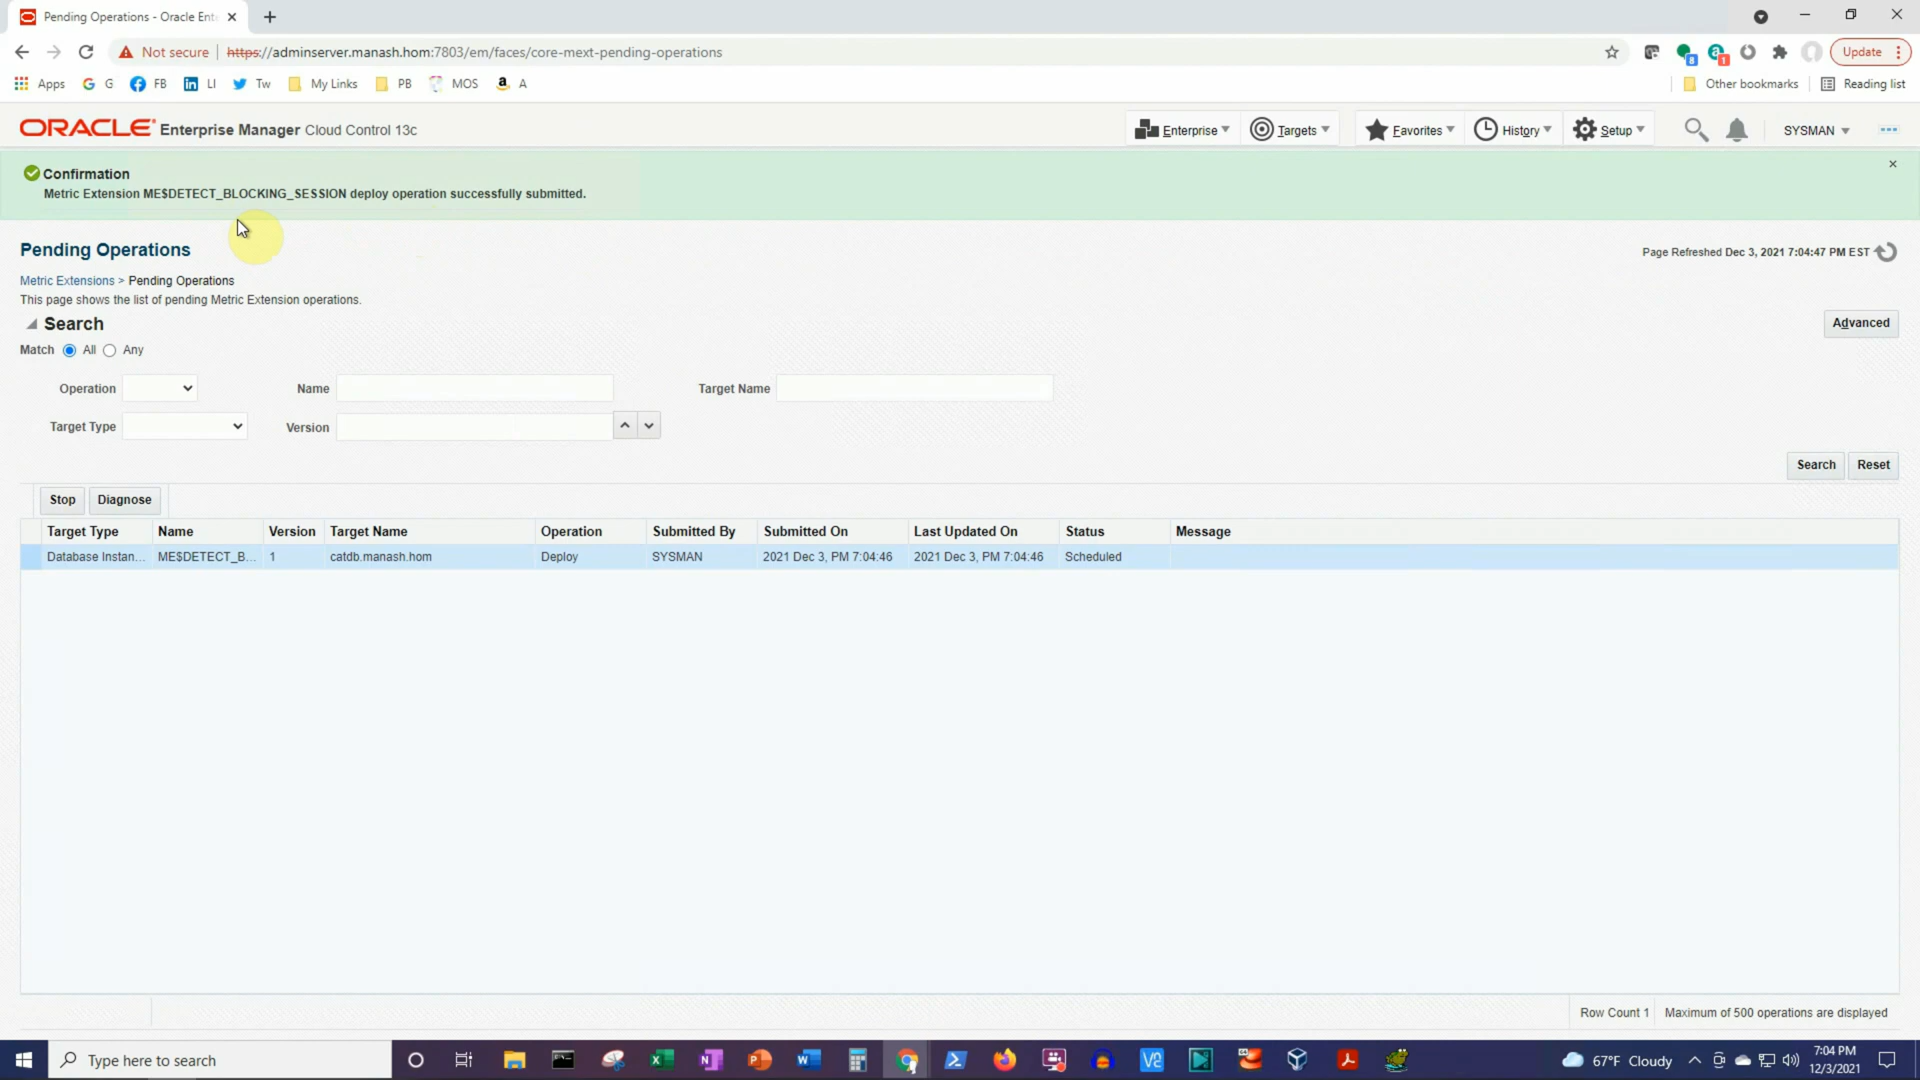 Pending Operations - Oracle Ente
Not secure
https://adminserver.manash.hom:7803/em/faces/core-mext-pending-operations
Update
Apps
G
FB
LI
Tw
My Links
PB
MOS
A
Other bookmarks
Reading list
ORACLE Enterprise Manager Cloud Control 13c
Enterprise
Targets
Favorites
History
Setup
SYSMAN
Confirmation
Metric Extension ME$DETECT_BLOCKING_SESSION deploy operation successfully submitted.
Pending Operations
Page Refreshed Dec 3, 2021 7:04:47 PM EST
Metric Extensions > Pending Operations
This page shows the list of pending Metric Extension operations.
Search
Advanced
Match All Any
Operation
Name
Target Name
Target Type
Version
Search Reset
Stop Diagnose
Target Type Name Version Target Name Operation Submitted By Submitted On Last Updated On Status Message
Database Instan... ME$DETECT_B... 1 catdb.manash.hom Deploy SYSMAN 2021 Dec 3, PM 7:04:46 2021 Dec 3, PM 7:04:46 Scheduled
Row Count 1 Maximum of 500 operations are displayed
Type here to search
67°F Cloudy
7:04 PM
12/3/2021